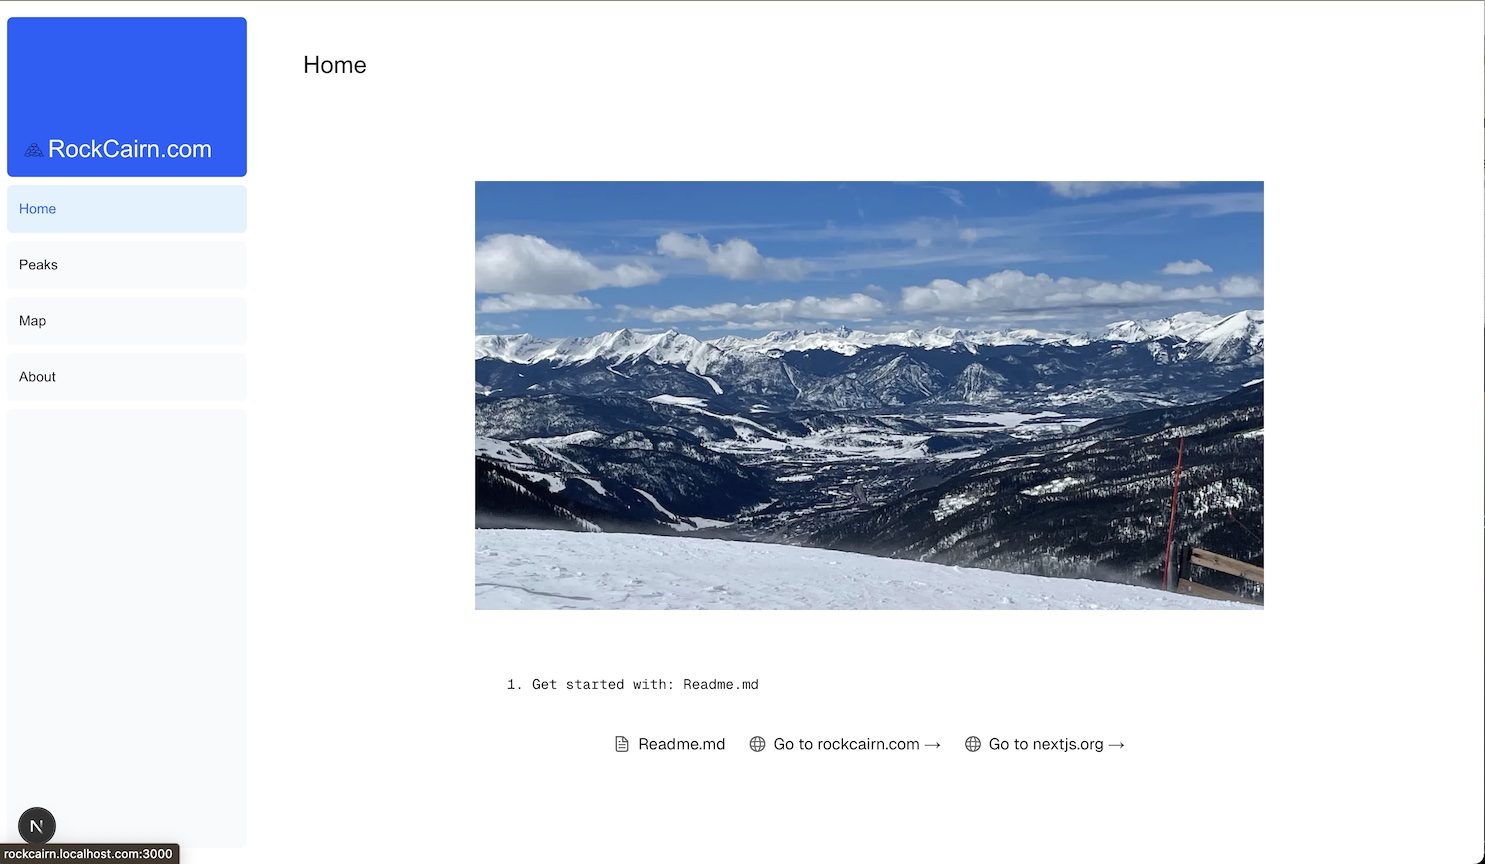 RockCairn.com
Home
Peaks
Map
About
Home
1. Get started with: Readme.md
Readme.md
Go to rockcairn.com →
Go to nextjs.org →
N
rockcairn.localhost.com:3000